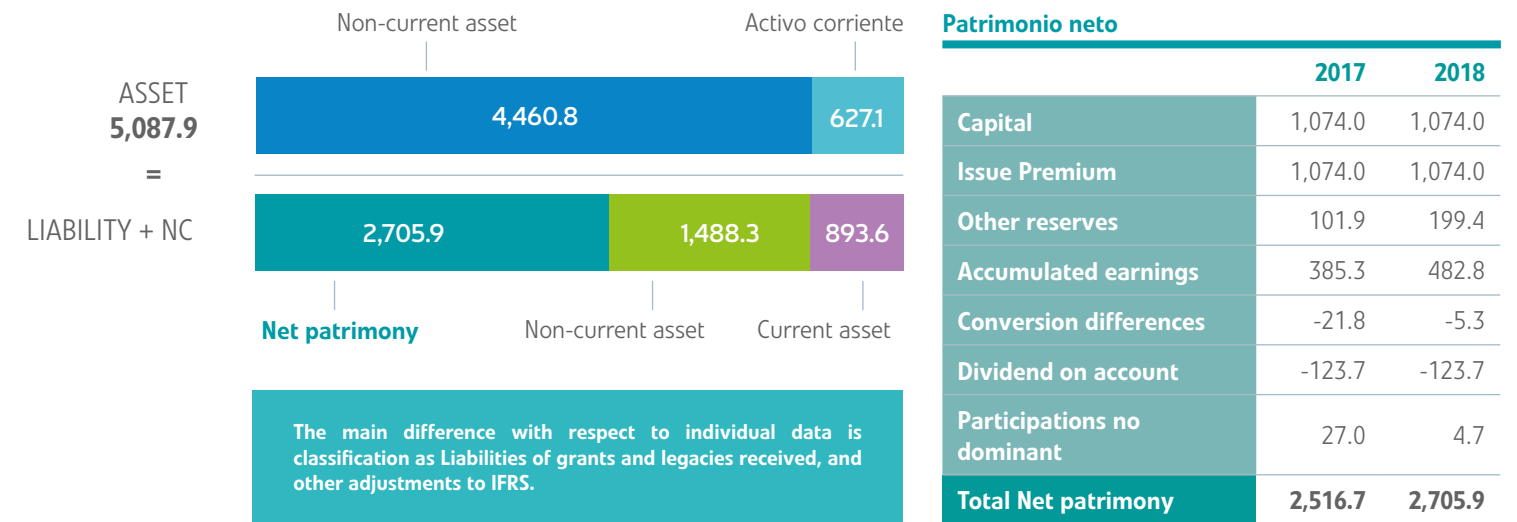 Non-current asset
Activo corriente
ASSET
5,087.9
4,460.8
627.1
=
LIABILITY + NC
2,705.9
1,488.3
893.6
Net patrimony
Non-current asset
Current asset
The main difference with respect to individual data is
classification as Liabilities of grants and legacies received, and
other adjustments to IFRS.
Patrimonio neto
2017 2018
Capital 1,074.0 1,074.0
Issue Premium 1,074.0 1,074.0
Other reserves 101.9 199.4
Accumulated earnings 385.3 482.8
Conversion differences -21.8 -5.3
Dividend on account -123.7 -123.7
Participations no
dominant 27.0 4.7
Total Net patrimony 2,516.7 2,705.9